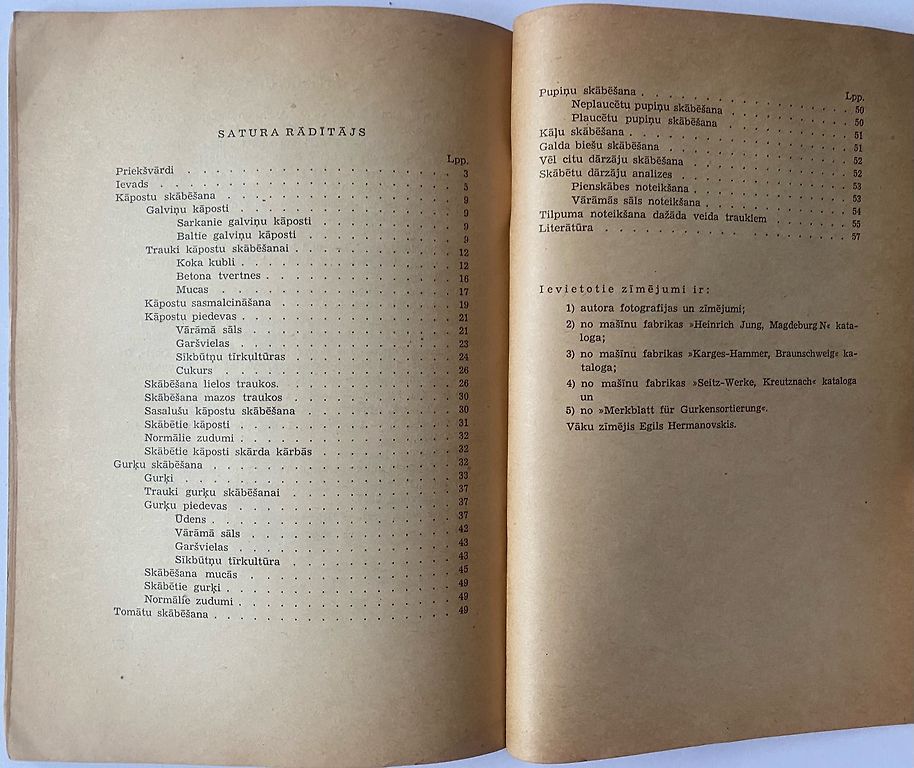 SATURA RĀDĪTĀJS
Lpp.
Priekšvārdi . . . 3
Ievads . . . 5
Kāpostu skābēšana . . . 9
Galviņu kāposti . . . 9
Sarkanie galviņu kāposti . . . 9
Baltie galviņu kāposti . . . 9
Trauki kāpostu skābēšanai . . . 12
Koka kubli . . . 12
Betona tvertnes . . . 16
Mucas . . . 17
Kāpostu sasmalcināšana . . . 19
Kāpostu piedevas . . . 21
Vārāmā sāls . . . 21
Garšvielas . . . 23
Sīkbūtņu tīrkultūras . . . 24
Cukurs . . . 26
Skābēšana lielos traukos. . . . 26
Skābēšana mazos traukos . . . 30
Sasalušu kāpostu skābēšana . . . 30
Skābētie kāposti . . . 31
Normālie zudumi . . . 32
Skābētie kāposti skārda kārbās . . . 32
Gurķu skābēšana . . . 32
Gurķi . . . 33
Trauki gurķu skābēšanai . . . 37
Gurķu piedevas . . . 37
Ūdens . . . 37
Vārāmā sāls . . . 42
Garšvielas . . . 43
Sīkbūtņu tīrkultūra . . . 43
Skābēšana mucās . . . 45
Skābētie gurķi . . . 49
Normālie zudumi . . . 49
Tomātu skābēšana . . . 49
Lpp.
Pupiņu skābēšana . . . 50
Neplaucētu pupiņu skābēšana . . . 50
Plaucētu pupiņu skābēšana . . . 51
Kāļu skābēšana . . . 51
Galda biešu skābēšana . . . 52
Vēl citu dārzāju skābēšana . . . 52
Skābētu dārzāju analizes . . . 53
Pienskābes noteikšana . . . 53
Vārāmās sāls noteikšana . . . 54
Tilpuma noteikšana dažāda veida traukiem . . . 55
Literātūra . . . 57
Ievietotie zīmējumi ir:
1) autora fotografijas un zīmējumi;
2) no mašīnu fabrikas »Heinrich Jung, Magdeburg N« kata-
loga;
3) no mašīnu fabrikas »Karges-Hammer, Braunschweig« ka-
taloga;
4) no mašīnu fabrikas »Seitz-Werke, Kreutznach« kataloga
un
5) no »Merkblatt für Gurkensortierung«.
Vāku zīmējis Egils Hermanovskis.